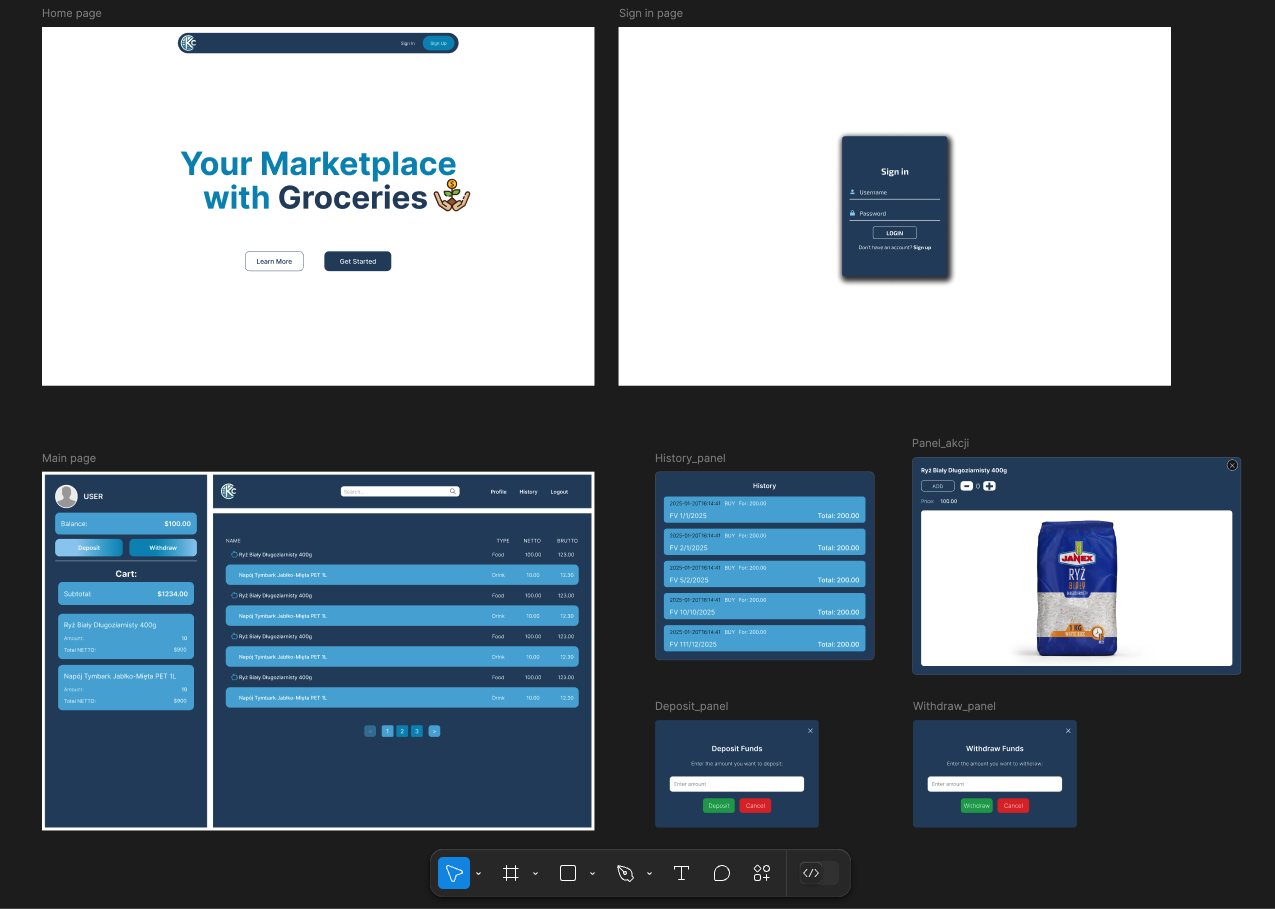 Home page
Sign in page
KC
Sign In
Sign Up
Your Marketplace
with Groceries
Learn More
Get Started
Sign in
Username
Password
LOGIN
Don't have an account? Sign up
Main page
USER
Balance: $100.00
Deposit
Withdraw
Cart:
Subtotal: $1234.00
Ryż Biały Długoziarnisty 400g
Amount: 10
Total NETTO: $900
Napój Tymbark Jabłko-Mięta PET 1L
Amount: 10
Total NETTO: $900
KC
Search...
Profile
History
Logout
NAME TYPE NETTO BRUTTO
Ryż Biały Długoziarnisty 400g Food 100.00 123.00
Napój Tymbark Jabłko-Mięta PET 1L Drink 10.00 12.30
Ryż Biały Długoziarnisty 400g Food 100.00 123.00
Napój Tymbark Jabłko-Mięta PET 1L Drink 10.00 12.30
Ryż Biały Długoziarnisty 400g Food 100.00 123.00
Napój Tymbark Jabłko-Mięta PET 1L Drink 10.00 12.30
Ryż Biały Długoziarnisty 400g Food 100.00 123.00
Napój Tymbark Jabłko-Mięta PET 1L Drink 10.00 12.30
< 1 2 3 >
History_panel
History
2025-01-20T16:14:41 BUY For: 200.00
FV 1/1/2025 Total: 200.00
2025-01-20T16:14:41 BUY For: 200.00
FV 2/1/2025 Total: 200.00
2025-01-20T16:14:41 BUY For: 200.00
FV 5/2/2025 Total: 200.00
2025-01-20T16:14:41 BUY For: 200.00
FV 10/10/2025 Total: 200.00
2025-01-20T16:14:41 BUY For: 200.00
FV 111/12/2025 Total: 200.00
Panel_akcji
Ryż Biały Długoziarnisty 400g
ADD
0
Price: 100.00
JANEX
RYŻ
BIAŁY
1 KG
Deposit_panel
Deposit Funds
Enter the amount you want to deposit:
Enter amount
Deposit
Cancel
Withdraw_panel
Withdraw Funds
Enter the amount you want to withdraw:
Enter amount
Withdraw
Cancel